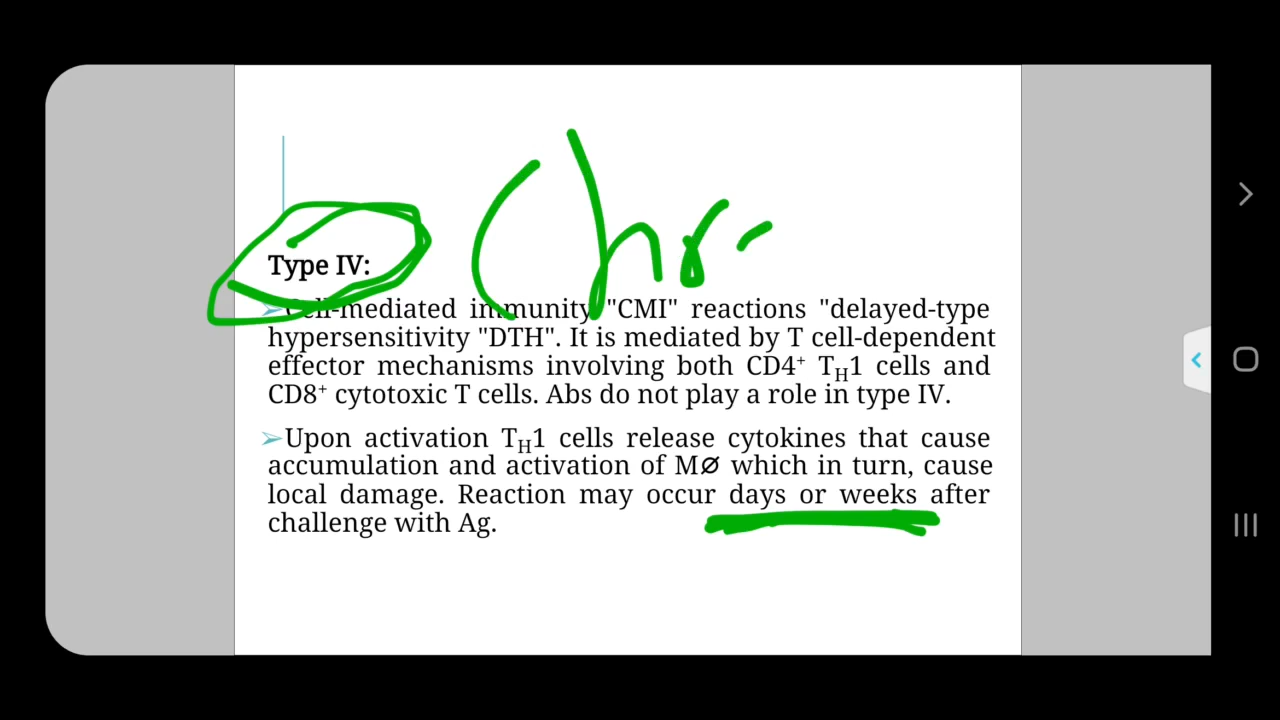 Chr
Type IV:
➢Cell-mediated immunity "CMI" reactions "delayed-type
hypersensitivity "DTH". It is mediated by T cell-dependent
effector mechanisms involving both CD4⁺ TH1 cells and
CD8⁺ cytotoxic T cells. Abs do not play a role in type IV.
➢Upon activation TH1 cells release cytokines that cause
accumulation and activation of MØ which in turn, cause
local damage. Reaction may occur days or weeks after
challenge with Ag.